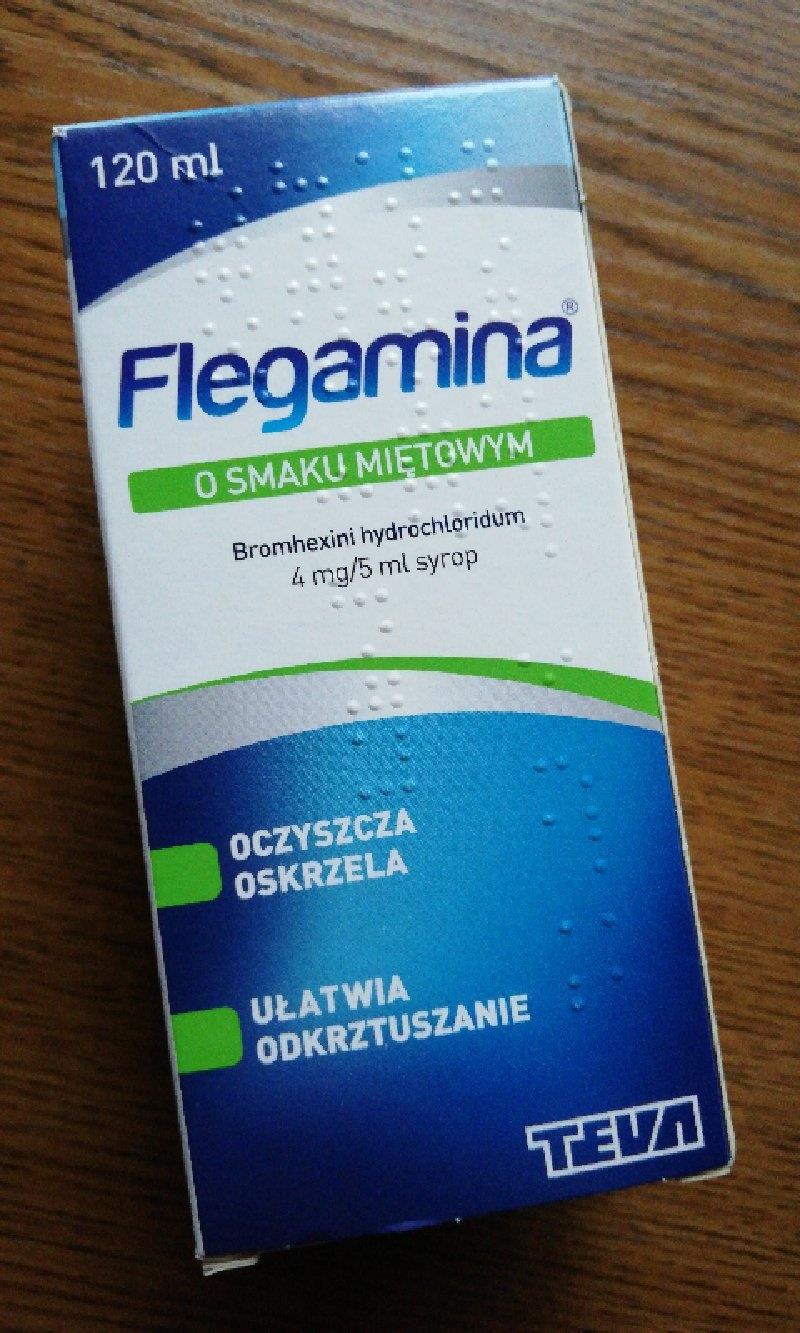 120 ml
Flegamina®
O SMAKU MIĘTOWYM
Bromhexini hydrochloridum
4 mg/5 ml syrop
OCZYSZCZA
OSKRZELA
UŁATWIA
ODKRZTUSZANIE
TEVA